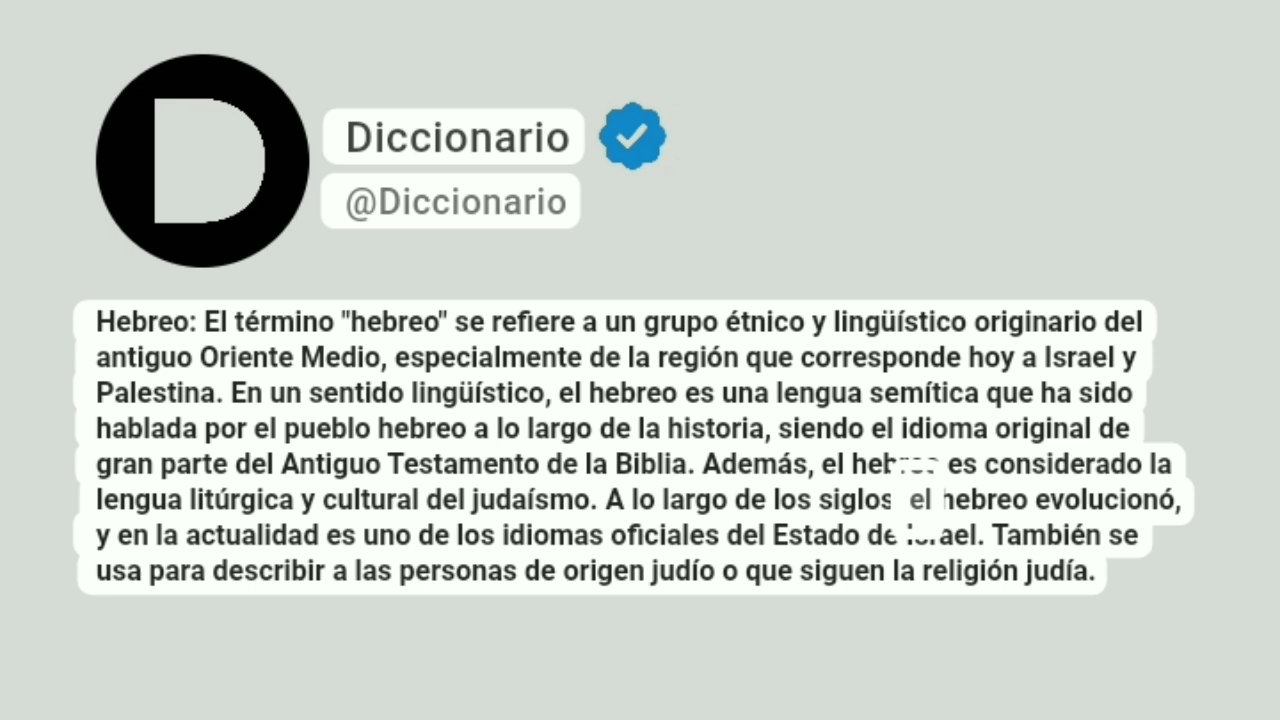 D
Diccionario
@Diccionario
Hebreo: El término "hebreo" se refiere a un grupo étnico y lingüístico originario del
antiguo Oriente Medio, especialmente de la región que corresponde hoy a Israel y
Palestina. En un sentido lingüístico, el hebreo es una lengua semítica que ha sido
hablada por el pueblo hebreo a lo largo de la historia, siendo el idioma original de
gran parte del Antiguo Testamento de la Biblia. Además, el hebreo es considerado la
lengua litúrgica y cultural del judaísmo. A lo largo de los siglos el hebreo evolucionó,
y en la actualidad es uno de los idiomas oficiales del Estado de Israel. También se
usa para describir a las personas de origen judío o que siguen la religión judía.